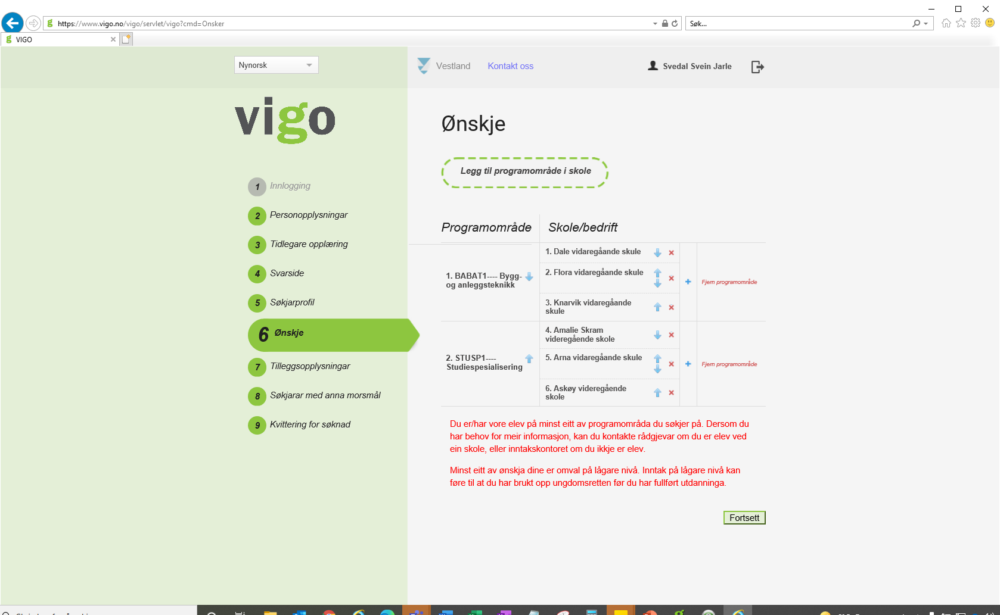 https://www.vigo.no/vigo/servlet/vigo?cmd=Onsker
Søk...
VIGO
Nynorsk
Vestland
Kontakt oss
Svedal Svein Jarle
vigo
Ønskje
Legg til programområde i skole
1 Innlogging
2 Personopplysningar
3 Tidlegare opplæring
4 Svarside
5 Søkjarprofil
6 Ønskje
7 Tilleggsopplysningar
8 Søkjarar med anna morsmål
9 Kvittering for søknad
Programområde
Skole/bedrift
1. BABAT1---- Bygg-
og anleggsteknikk
1. Dale vidaregåande skule
2. Flora vidaregåande skule
3. Knarvik vidaregåande
skule
Fjern programområde
2. STUSP1----
Studiespesialisering
4. Amalie Skram
videregående skole
5. Arna vidaregåande skule
6. Askøy videregående
skole
Fjern programområde
Du er/har vore elev på minst eitt av programområda du søkjer på. Dersom du
har behov for meir informasjon, kan du kontakte rådgjevar om du er elev ved
ein skole, eller inntakskontoret om du ikkje er elev.
Minst eitt av ønskja dine er omval på lågare nivå. Inntak på lågare nivå kan
føre til at du har brukt opp ungdomsretten før du har fullført utdanninga.
Fortsett